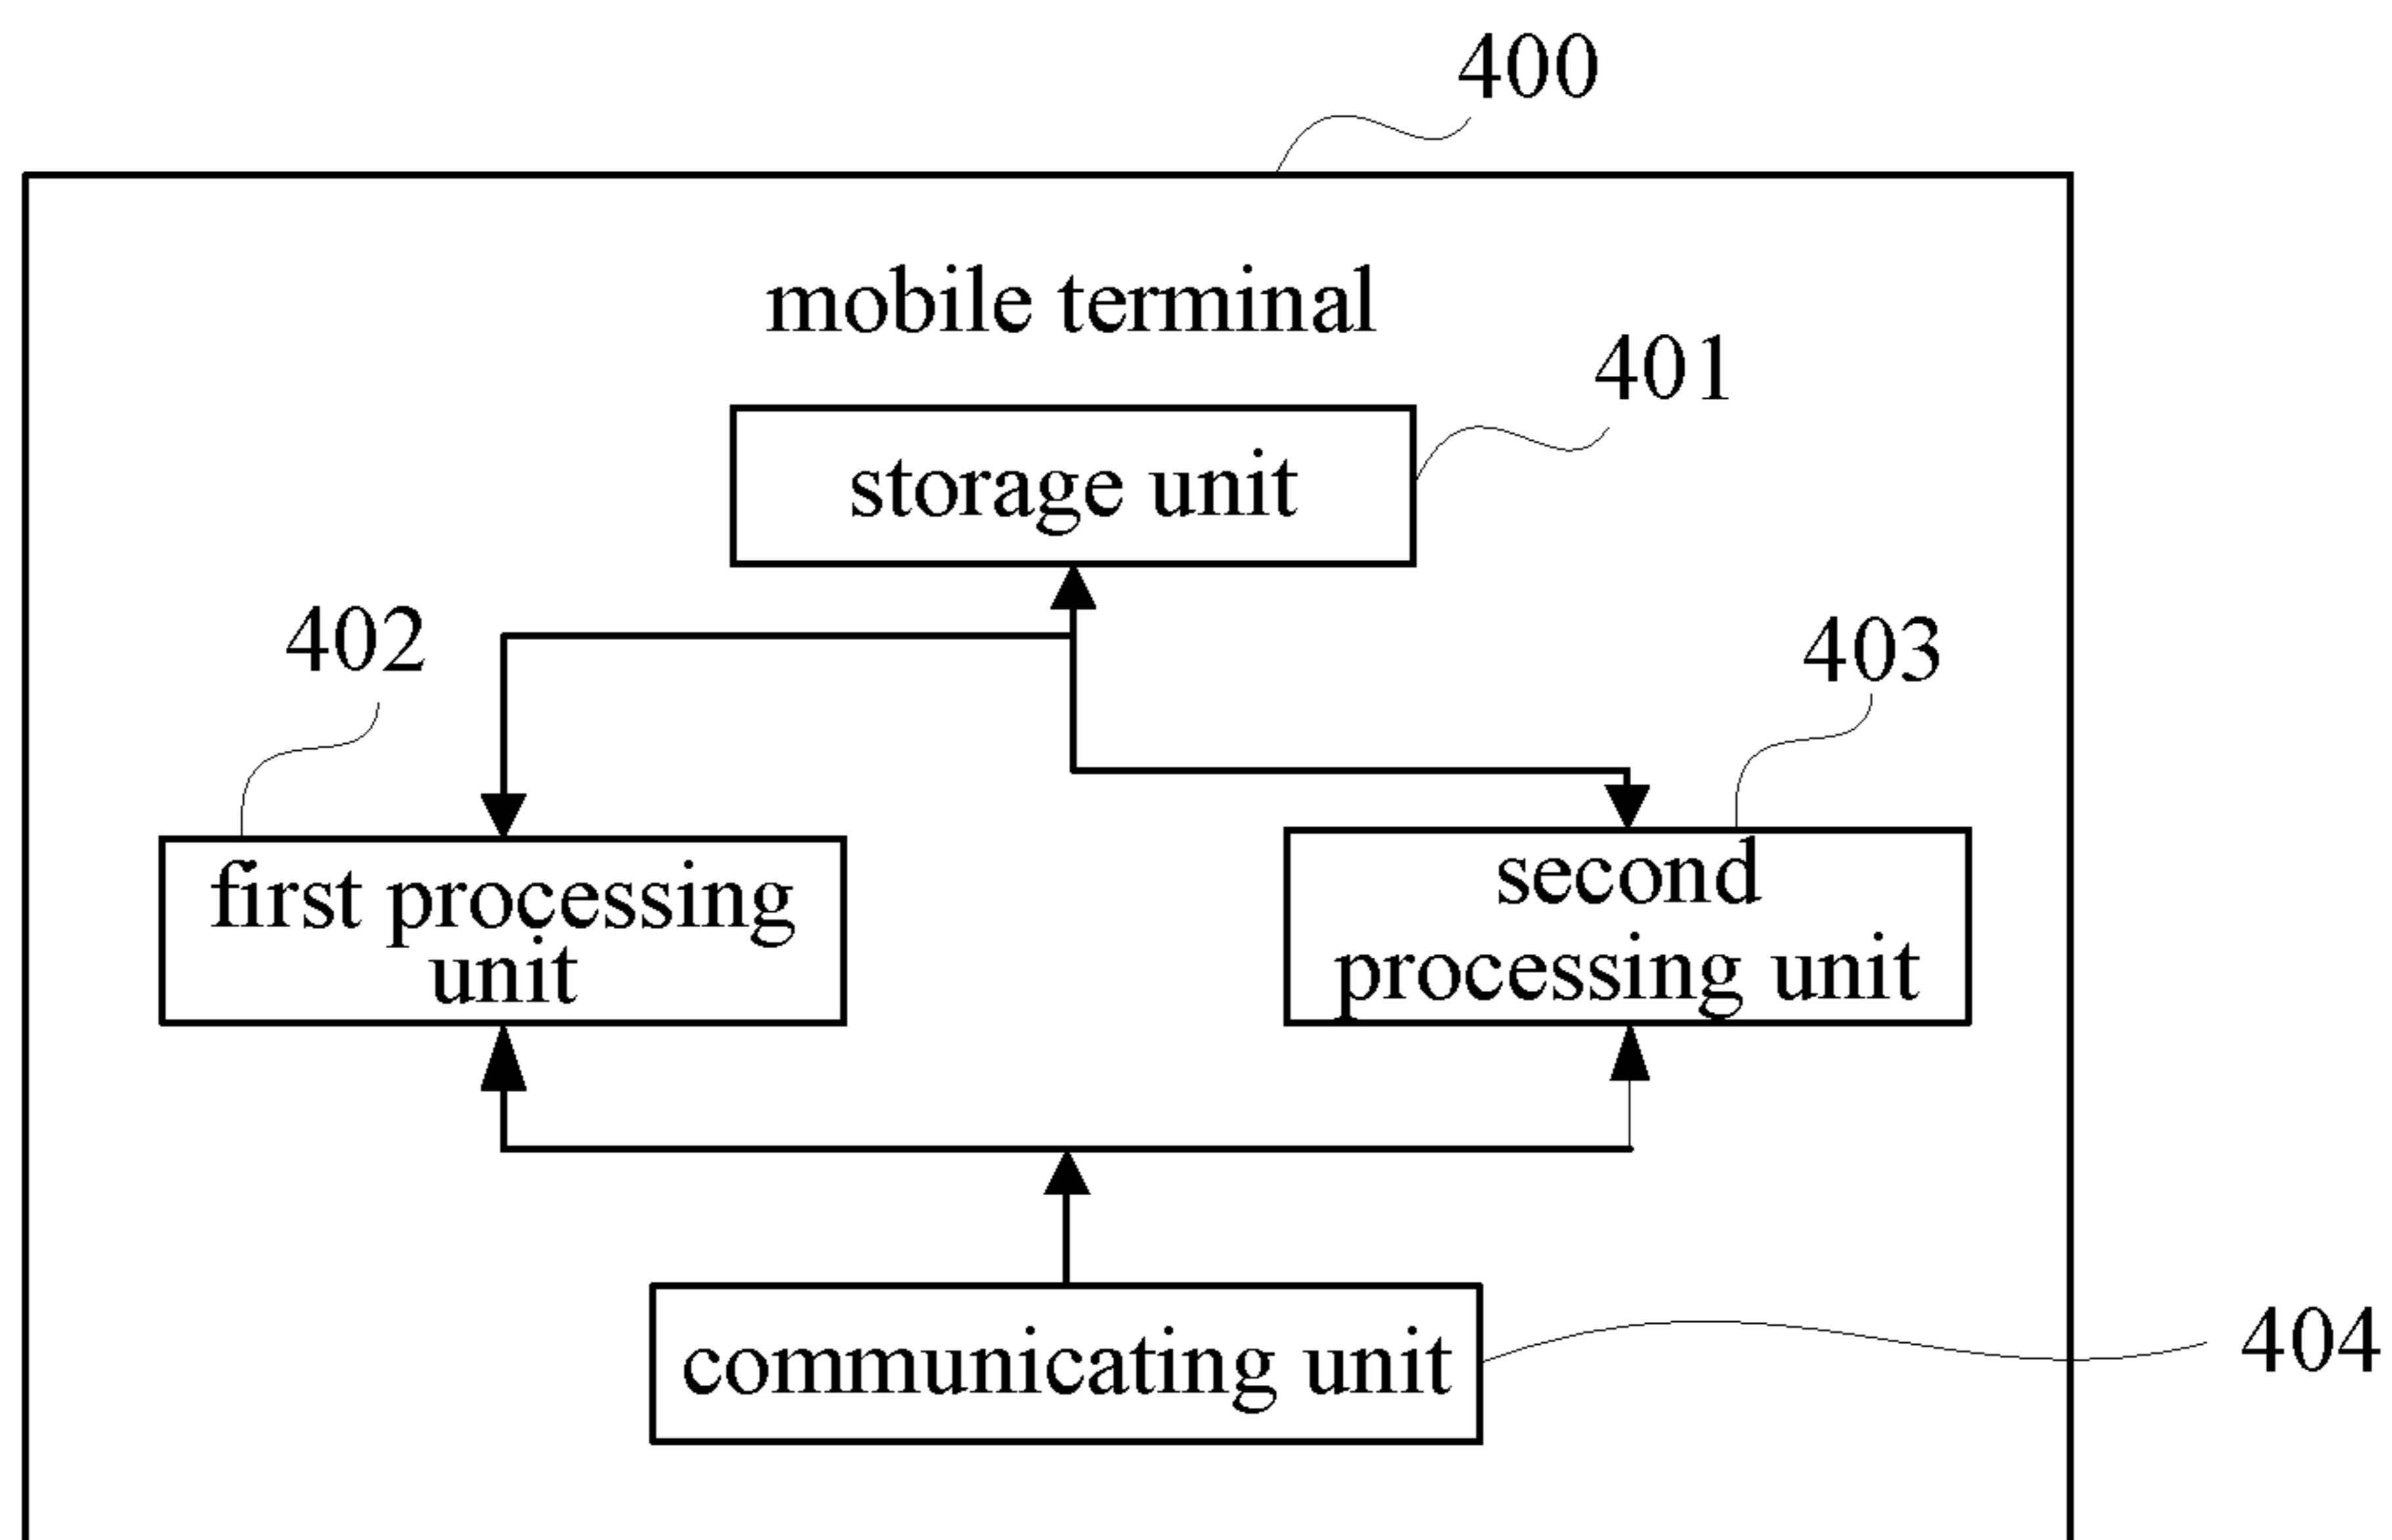 400
mobile terminal
401
storage unit
402
403
first processing
unit
second
processing unit
communicating unit
404